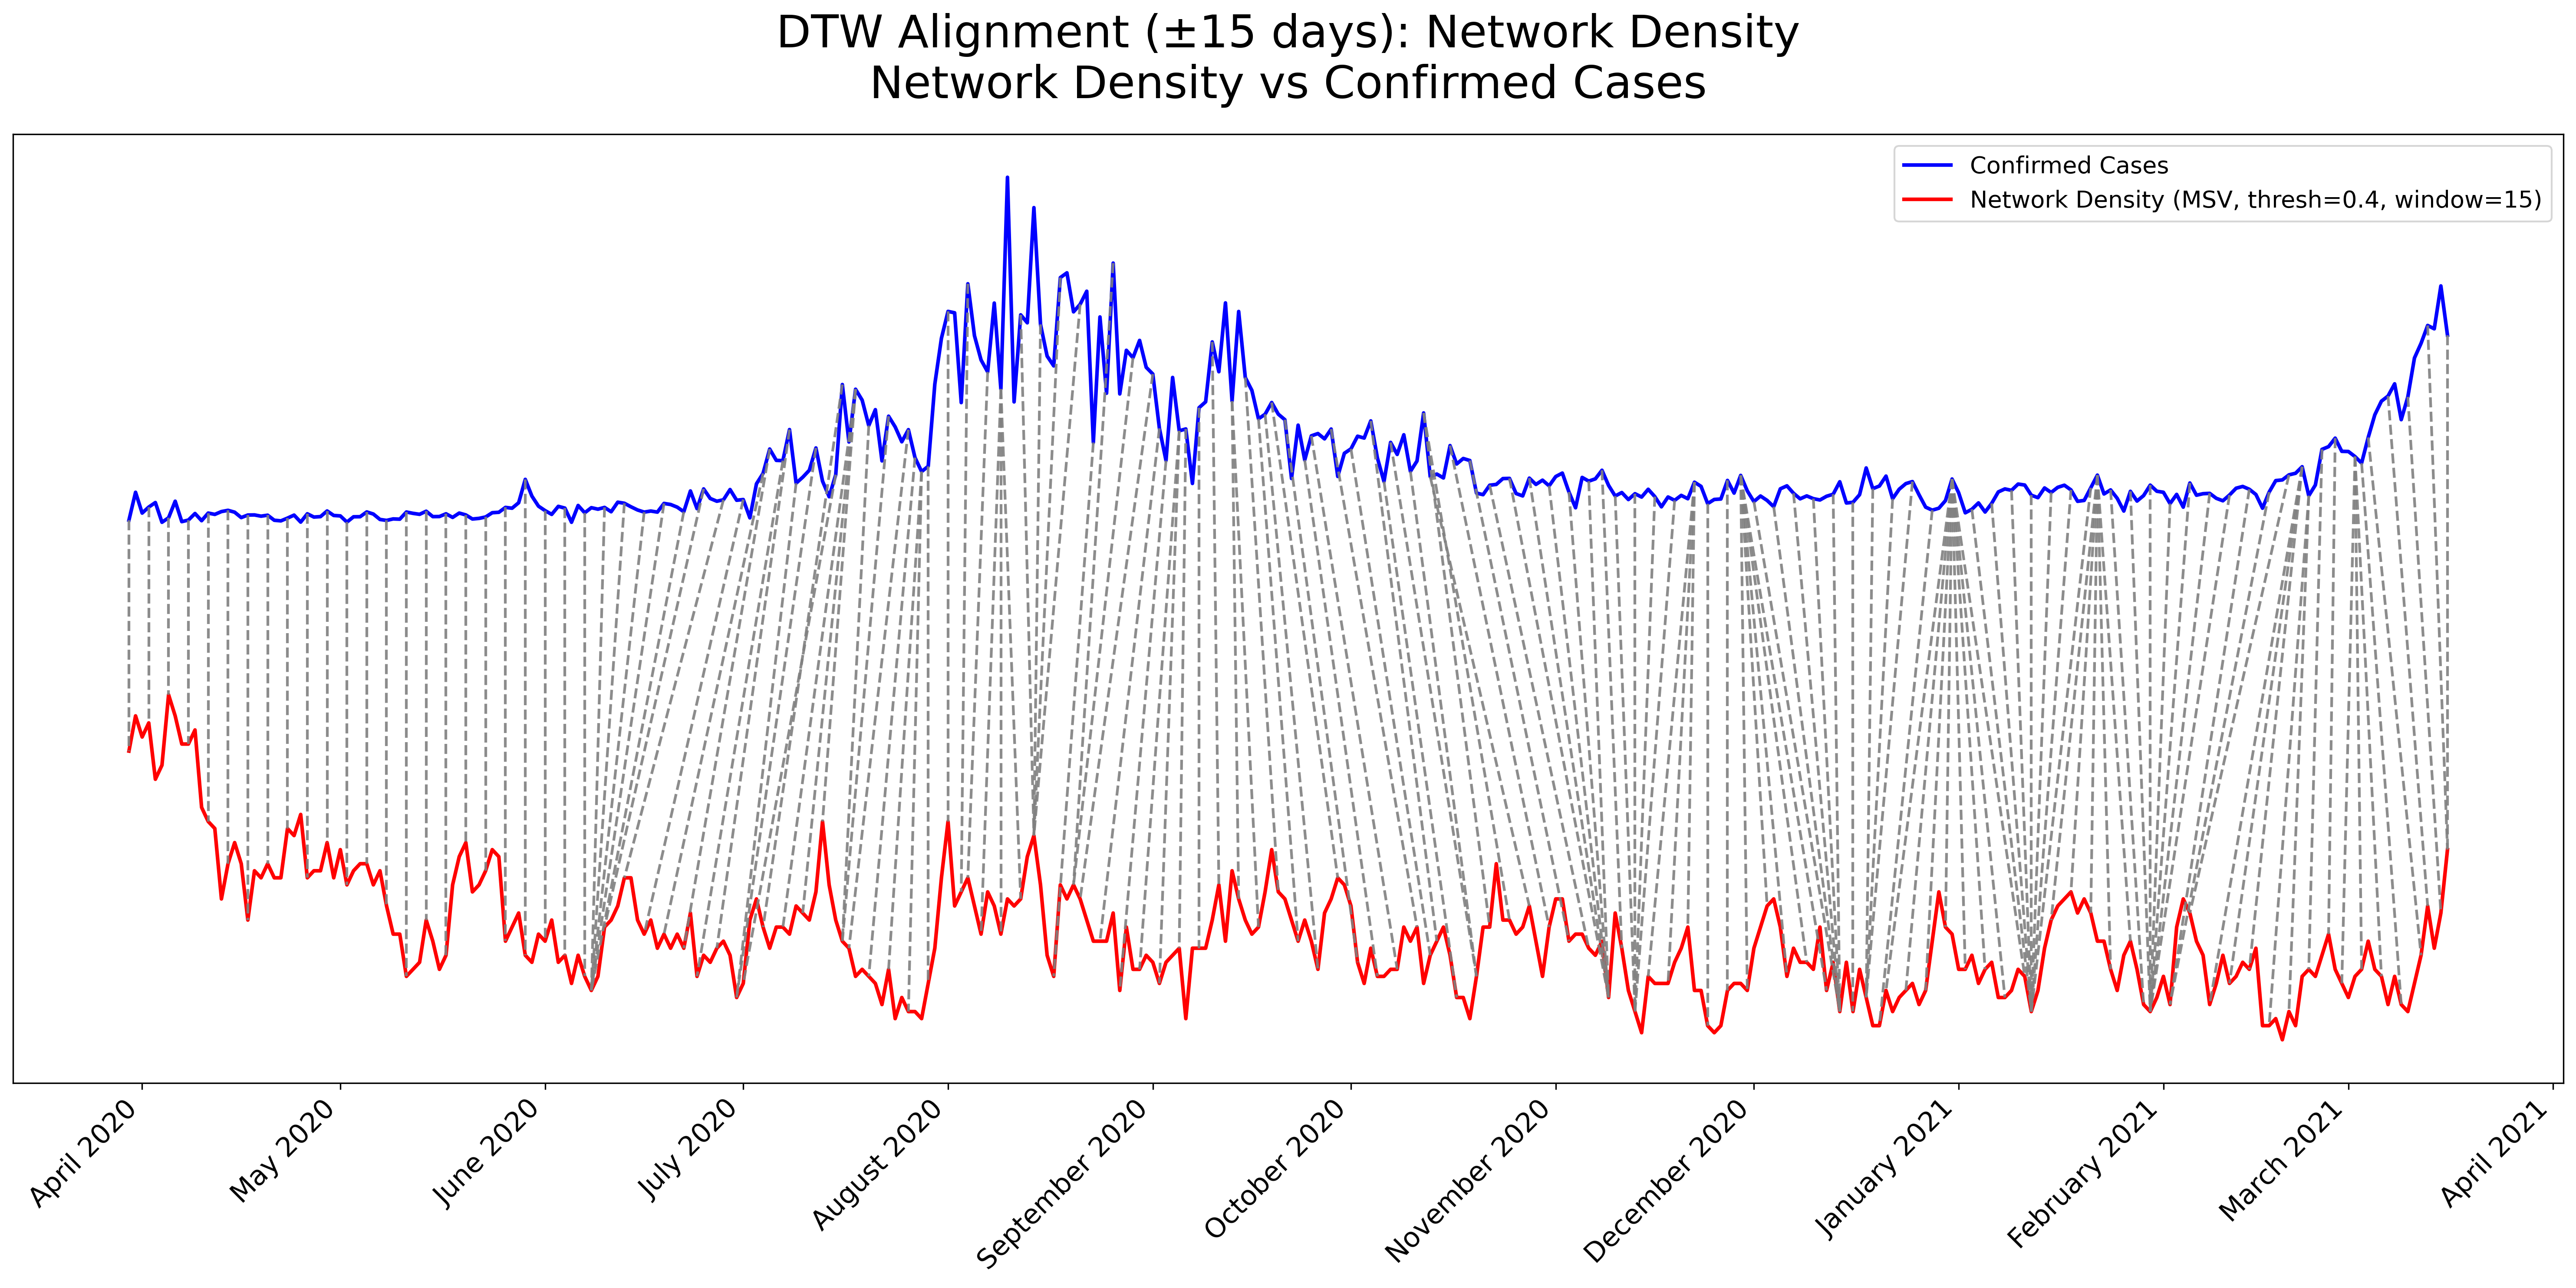 DTW Alignment (±15 days): Network Density
Network Density vs Confirmed Cases
Confirmed Cases
Network Density (MSV, thresh=0.4, window=15)
April 2020
May 2020
June 2020
July 2020
August 2020
September 2020
October 2020
November 2020
December 2020
January 2021
February 2021
March 2021
April 2021